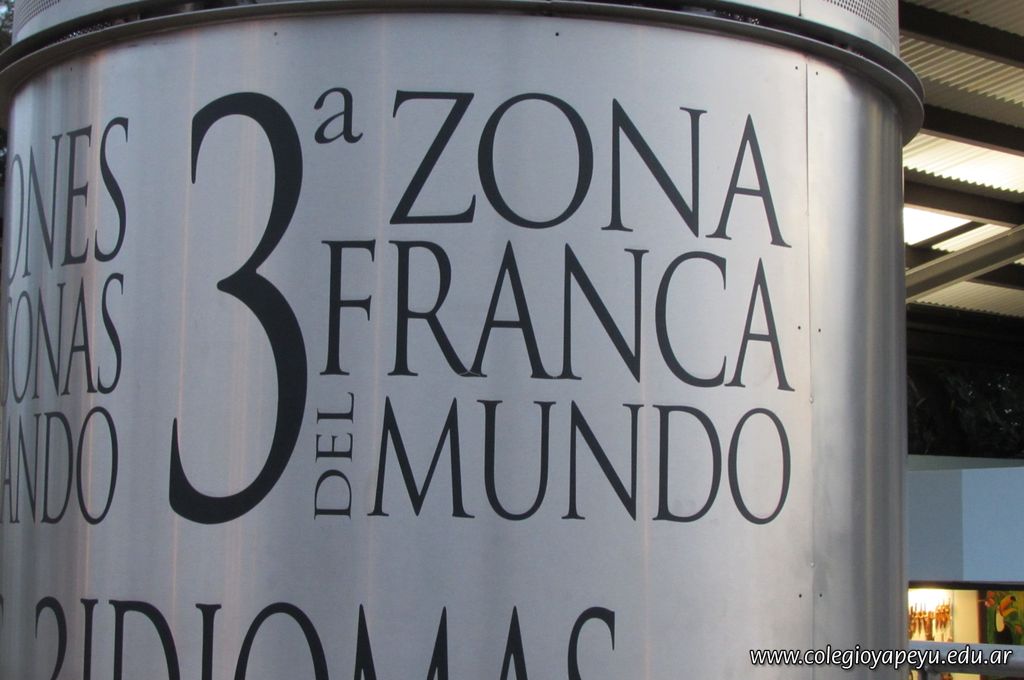 ONES
ONAS
ANDO
3ª ZONA
FRANCA
DEL MUNDO
IDIOMAS
www.colegioyapeyu.edu.ar